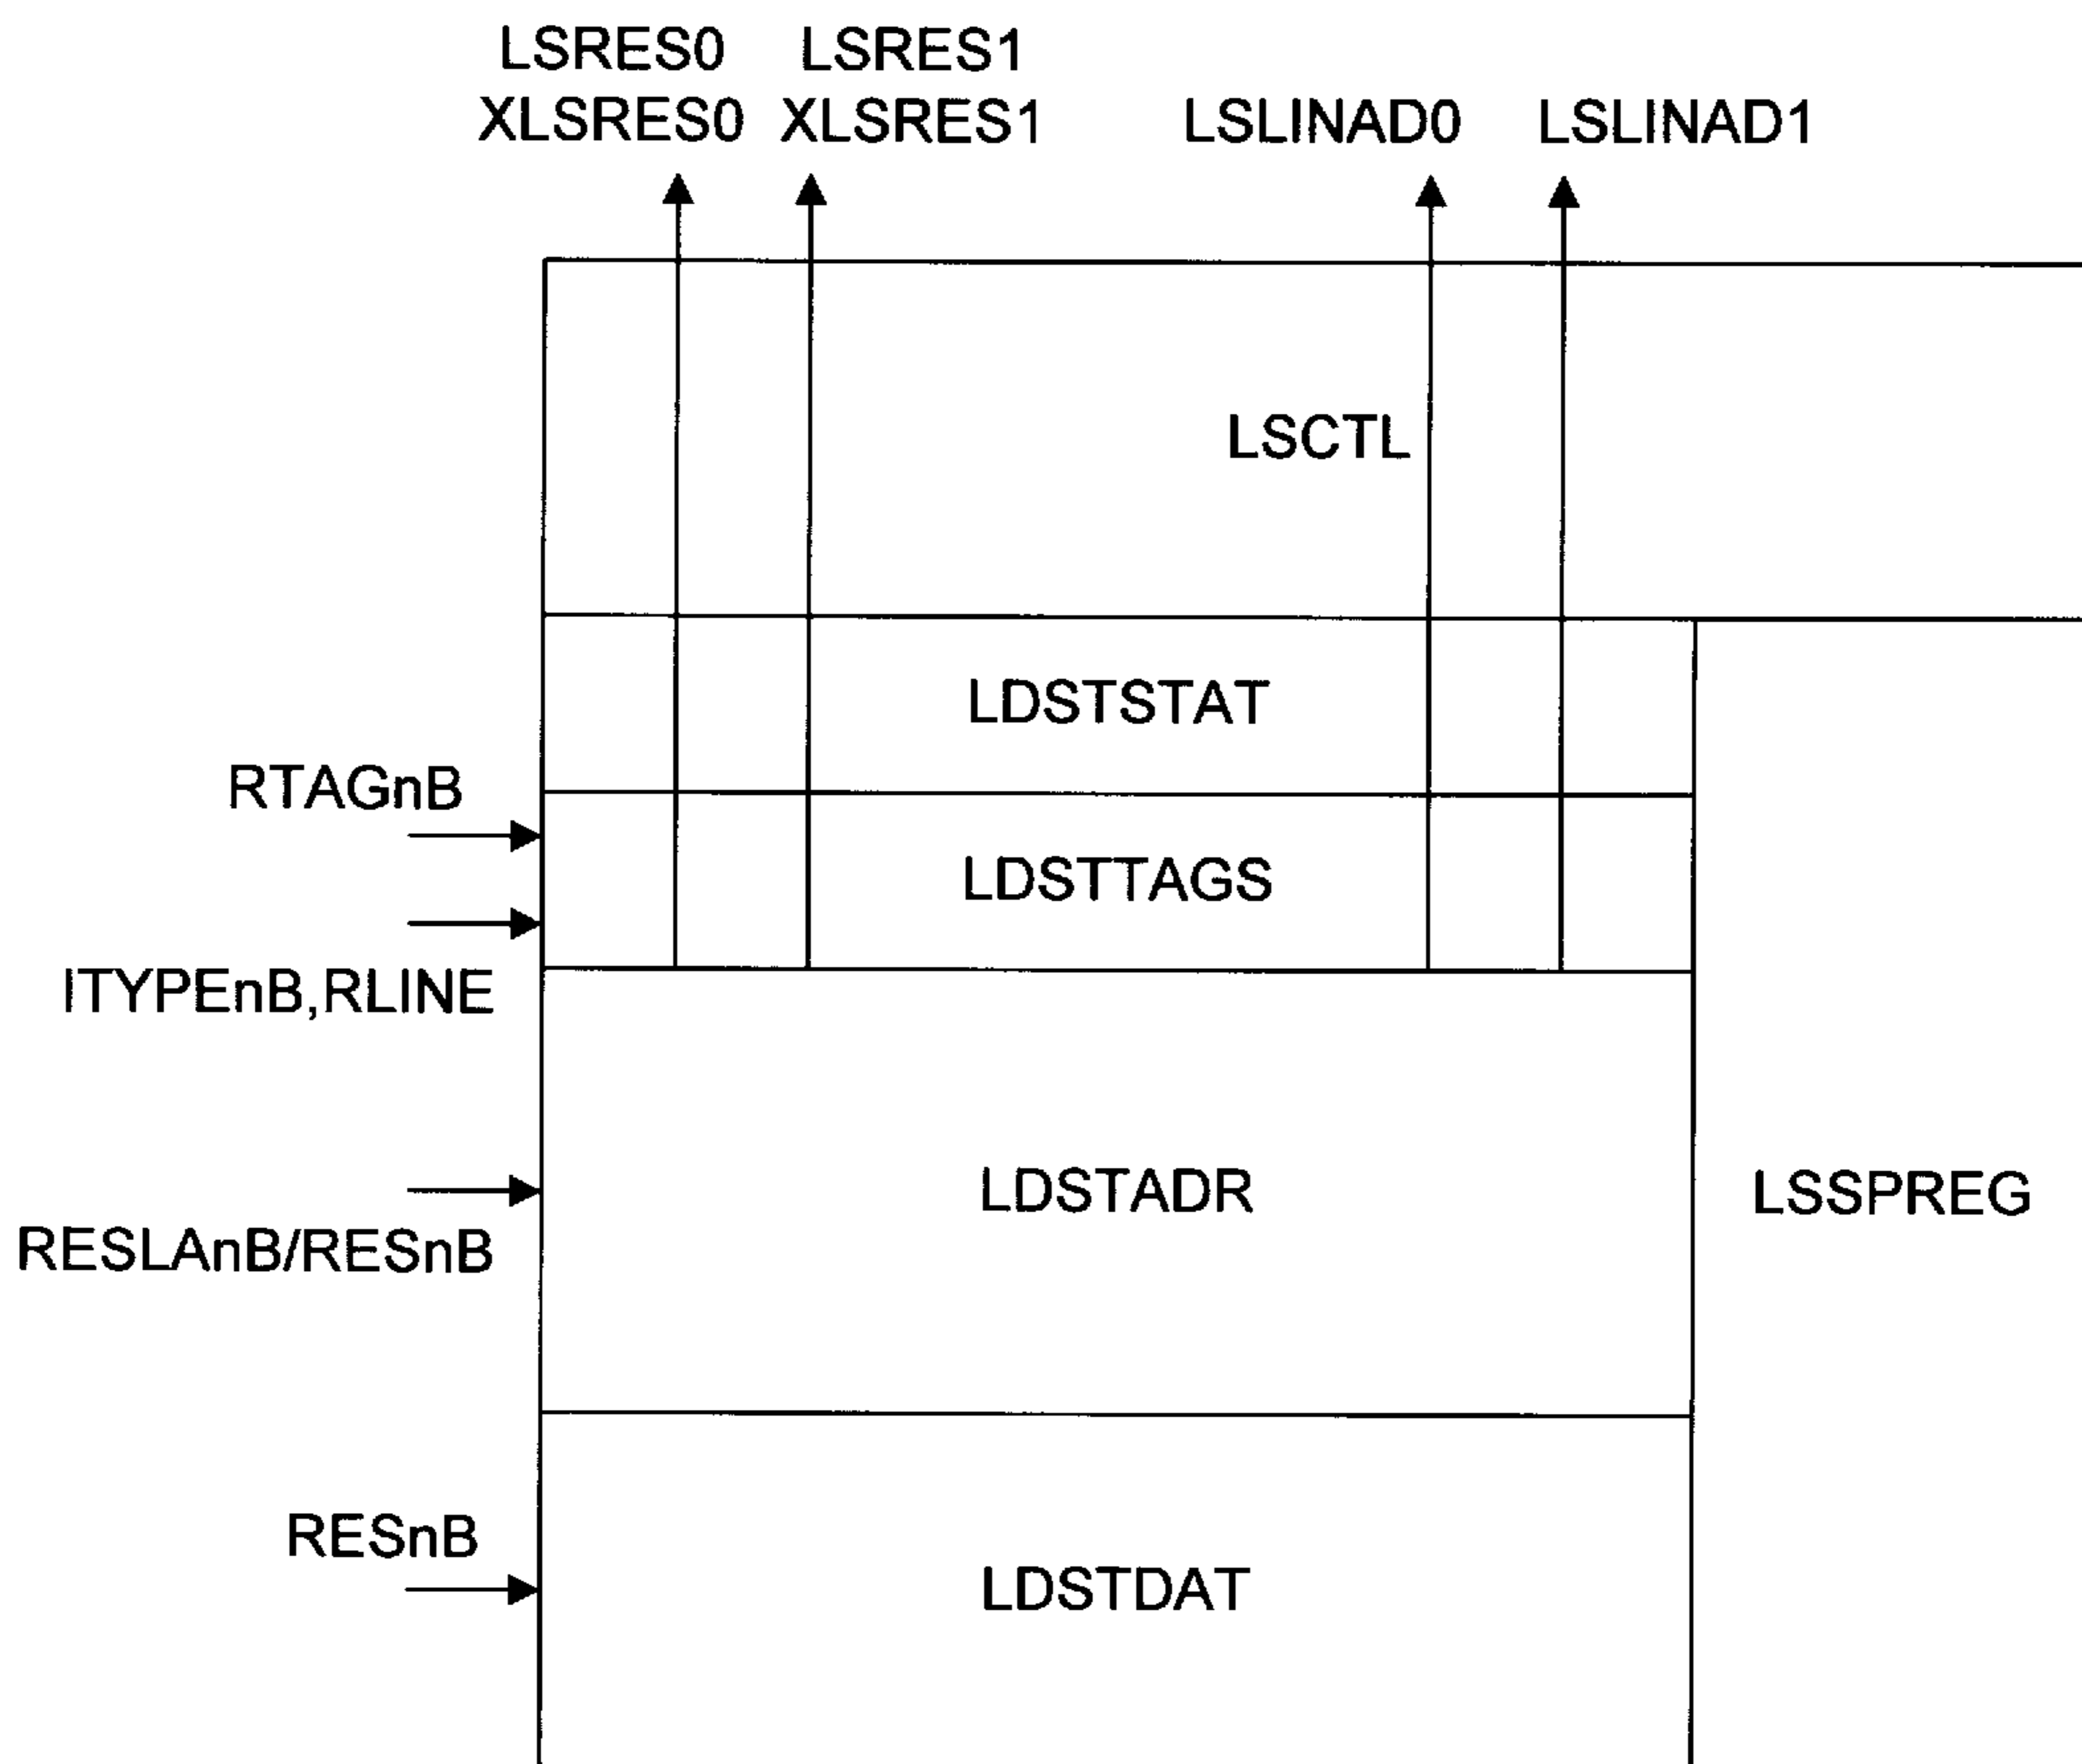 LSRES0 LSRES1
XLSRES0 XLSRES1 LSLINAD0 LSLINAD1
LSCTL
LDSTSTAT
RTAGnB
LDSTTAGS
ITYPEnB,RLINE
LDSTADR
LSSPREG
RESLAnB/RESnB
RESnB
LDSTDAT